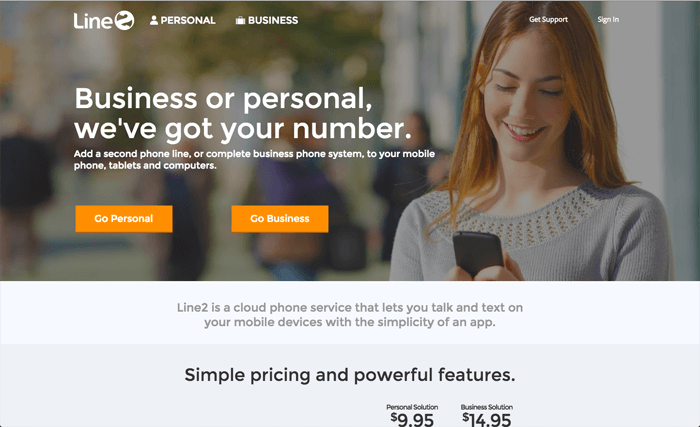 Line2 PERSONAL BUSINESS Get Support Sign In
Business or personal,
we've got your number.
Add a second phone line, or complete business phone system, to your mobile
phone, tablets and computers.
Go Personal Go Business
Line2 is a cloud phone service that lets you talk and text on
your mobile devices with the simplicity of an app.
Simple pricing and powerful features.
Personal Solution Business Solution
$9.95 $14.95